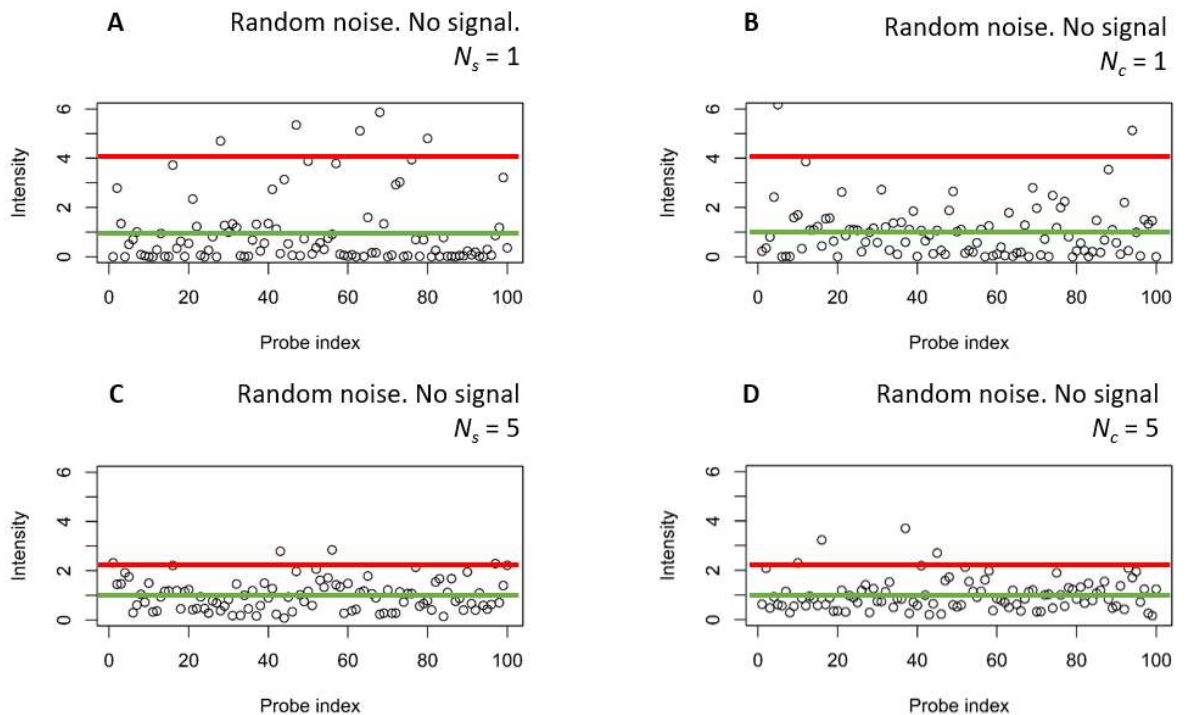 A
Random noise. No signal.
Ns = 1
Intensity
0 2 4 6
0 20 40 60 80 100
Probe index
B
Random noise. No signal
Nc = 1
Intensity
0 2 4 6
0 20 40 60 80 100
Probe index
C
Random noise. No signal
Ns = 5
Intensity
0 2 4 6
0 20 40 60 80 100
Probe index
D
Random noise. No signal
Nc = 5
Intensity
0 2 4 6
0 20 40 60 80 100
Probe index